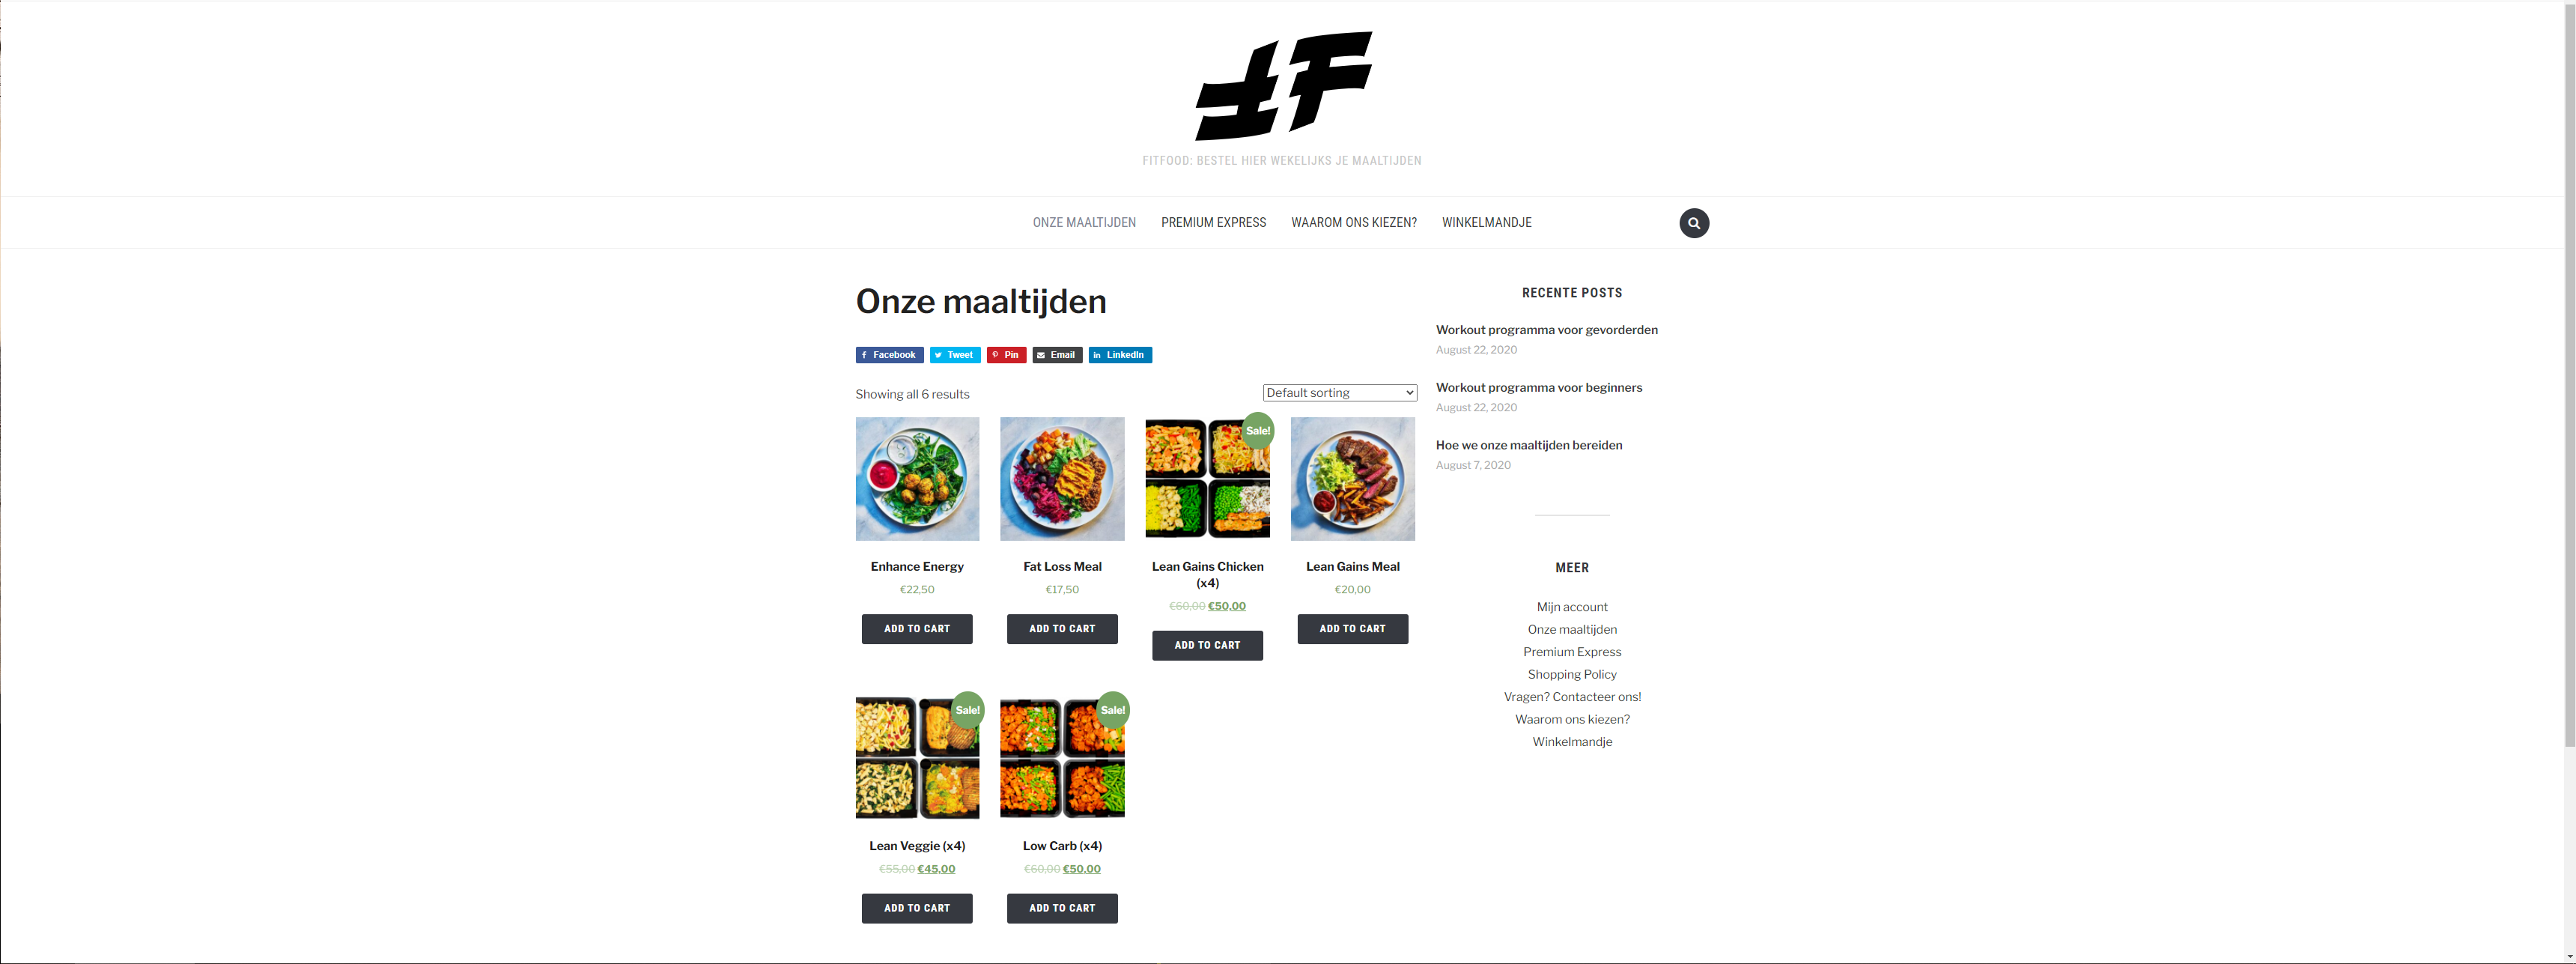 FF
FITFOOD: BESTEL HIER WEKELIJKS JE MAALTIJDEN
ONZE MAALTIJDEN PREMIUM EXPRESS WAAROM ONS KIEZEN? WINKELMANDJE
Onze maaltijden
Facebook Tweet Pin Email LinkedIn
Showing all 6 results Default sorting
Sale!
Enhance Energy
€22,50
ADD TO CART
Fat Loss Meal
€17,50
ADD TO CART
Lean Gains Chicken
(x4)
€60,00 €50,00
ADD TO CART
Lean Gains Meal
€20,00
ADD TO CART
Sale!
Lean Veggie (x4)
€55,00 €45,00
ADD TO CART
Sale!
Low Carb (x4)
€60,00 €50,00
ADD TO CART
RECENTE POSTS
Workout programma voor gevorderden
August 22, 2020
Workout programma voor beginners
August 22, 2020
Hoe we onze maaltijden bereiden
August 7, 2020
MEER
Mijn account
Onze maaltijden
Premium Express
Shopping Policy
Vragen? Contacteer ons!
Waarom ons kiezen?
Winkelmandje